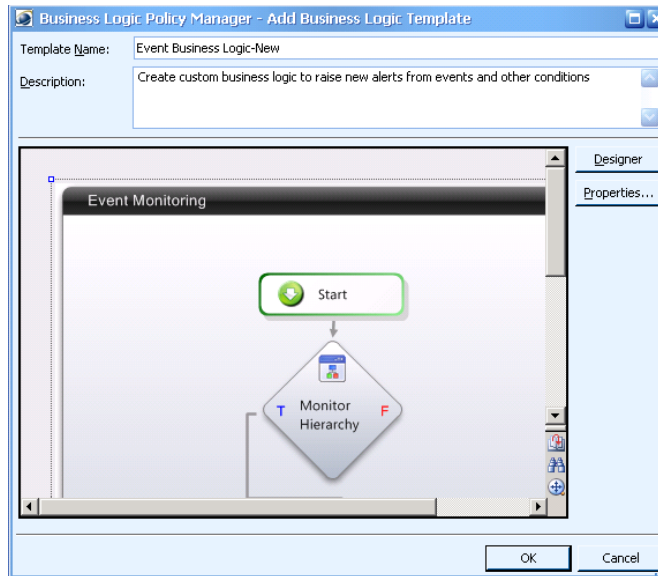 Business Logic Policy Manager - Add Business Logic Template
Template Name:
Event Business Logic-New
Description:
Create custom business logic to raise new alerts from events and other conditions
Designer
Properties...
Event Monitoring
Start
T
Monitor
Hierarchy
F
OK
Cancel